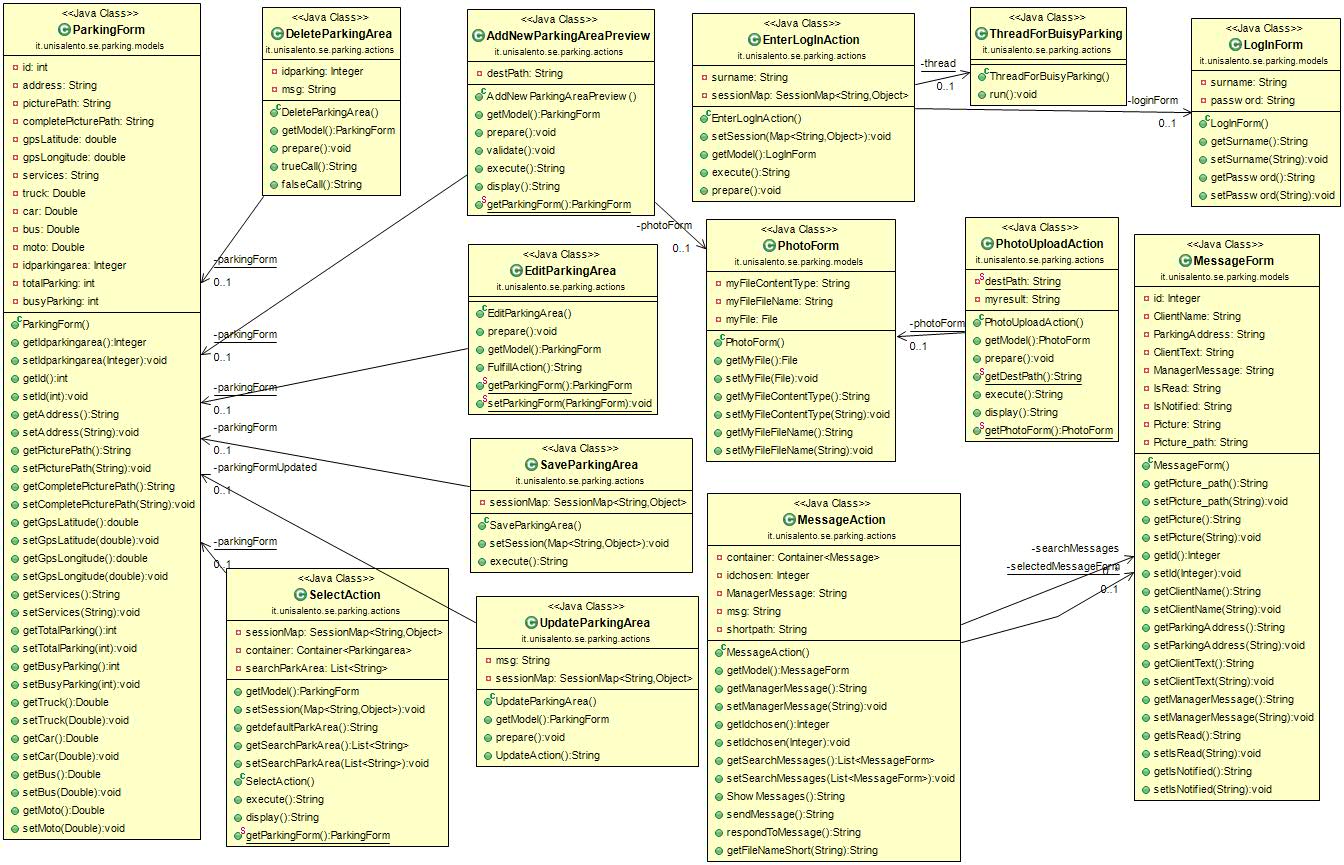 <<Java Class>>
ParkingForm
it.unisalento.se.parking.models
id: int
address: String
picturePath: String
completePicturePath: String
gpsLatitude: double
gpsLongitude: double
services: String
truck: Double
car: Double
bus: Double
moto: Double
idparkingarea: Integer
totalParking: int
busyParking: int
ParkingForm()
getIdparkingarea():Integer
setIdparkingarea(Integer):void
getId():int
setId(int):void
getAddress():String
setAddress(String):void
getPicturePath():String
setPicturePath(String):void
getCompletePicturePath():String
setCompletePicturePath(String):void
getGpsLatitude():double
setGpsLatitude(double):void
getGpsLongitude():double
setGpsLongitude(double):void
getServices():String
setServices(String):void
getTotalParking():int
setTotalParking(int):void
getBusyParking():int
setBusyParking(int):void
getTruck():Double
setTruck(Double):void
getCar():Double
setCar(Double):void
getBus():Double
setBus(Double):void
getMoto():Double
setMoto(Double):void
<<Java Class>>
DeleteParkingArea
it.unisalento.se.parking.actions
idparking: Integer
msg: String
DeleteParkingArea()
getModel():ParkingForm
prepare():void
trueCall():String
falseCall():String
-parkingForm
0..1
-parkingForm
0..1
-parkingForm
0..1
-parkingForm
0..1
-parkingFormUpdated
0..1
-parkingForm
0..1
<<Java Class>>
SelectAction
it.unisalento.se.parking.actions
sessionMap: SessionMap<String,Object>
container: Container<Parkingarea>
searchParkArea: List<String>
getModel():ParkingForm
setSession(Map<String,Object>):void
getdefaultParkArea():String
getSearchParkArea():List<String>
setSearchParkArea(List<String>):void
SelectAction()
execute():String
display():String
getParkingForm():ParkingForm
<<Java Class>>
AddNewParkingAreaPreview
it.unisalento.se.parking.actions
destPath: String
AddNewParkingAreaPreview()
getModel():ParkingForm
prepare():void
validate():void
execute():String
display():String
getParkingForm():ParkingForm
<<Java Class>>
EditParkingArea
it.unisalento.se.parking.actions
EditParkingArea()
prepare():void
getModel():ParkingForm
FulfillAction():String
getParkingForm():ParkingForm
setParkingForm(ParkingForm):void
<<Java Class>>
SaveParkingArea
it.unisalento.se.parking.actions
sessionMap: SessionMap<String,Object>
SaveParkingArea()
setSession(Map<String,Object>):void
execute():String
<<Java Class>>
UpdateParkingArea
it.unisalento.se.parking.actions
msg: String
sessionMap: SessionMap<String,Object>
UpdateParkingArea()
getModel():ParkingForm
prepare():void
UpdateAction():String
<<Java Class>>
EnterLogInAction
it.unisalento.se.parking.actions
surname: String
sessionMap: SessionMap<String,Object>
EnterLogInAction()
setSession(Map<String,Object>):void
getModel():LogInForm
execute():String
prepare():void
-thread
0..1
-loginForm
0..1
<<Java Class>>
ThreadForBuisyParking
it.unisalento.se.parking.actions
ThreadForBuisyParking()
run():void
<<Java Class>>
LogInForm
it.unisalento.se.parking.models
surname: String
password: String
LogInForm()
getSurname():String
setSurname(String):void
getPassword():String
setPassword(String):void
-photoForm
0..1
<<Java Class>>
PhotoForm
it.unisalento.se.parking.models
myFileContentType: String
myFileFileName: String
myFile: File
PhotoForm()
getMyFile():File
setMyFile(File):void
getMyFileContentType():String
setMyFileContentType(String):void
getMyFileFileName():String
setMyFileFileName(String):void
-photoForm
0..1
<<Java Class>>
PhotoUploadAction
it.unisalento.se.parking.actions
destPath: String
myresult: String
PhotoUploadAction()
getModel():PhotoForm
prepare():void
getDestPath():String
execute():String
display():String
getPhotoForm():PhotoForm
<<Java Class>>
MessageAction
it.unisalento.se.parking.actions
container: Container<Message>
idchosen: Integer
ManagerMessage: String
msg: String
shortpath: String
MessageAction()
getModel():MessageForm
getManagerMessage():String
setManagerMessage(String):void
getIdchosen():Integer
setIdchosen(Integer):void
getSearchMessages():List<MessageForm>
setSearchMessages(List<MessageForm>):void
ShowMessages():String
sendMessage():String
respondToMessage():String
getFileNameShort(String):String
-searchMessages
-selectedMessageForm
0..*
0..1
<<Java Class>>
MessageForm
it.unisalento.se.parking.models
id: Integer
ClientName: String
ParkingAddress: String
ClientText: String
ManagerMessage: String
IsRead: String
IsNotified: String
Picture: String
Picture_path: String
MessageForm()
getPicture_path():String
setPicture_path(String):void
getPicture():String
setPicture(String):void
getId():Integer
setId(Integer):void
getClientName():String
setClientName(String):void
getParkingAddress():String
setParkingAddress(String):void
getClientText():String
setClientText(String):void
getManagerMessage():String
setManagerMessage(String):void
getIsRead():String
setIsRead(String):void
getIsNotified():String
setIsNotified(String):void